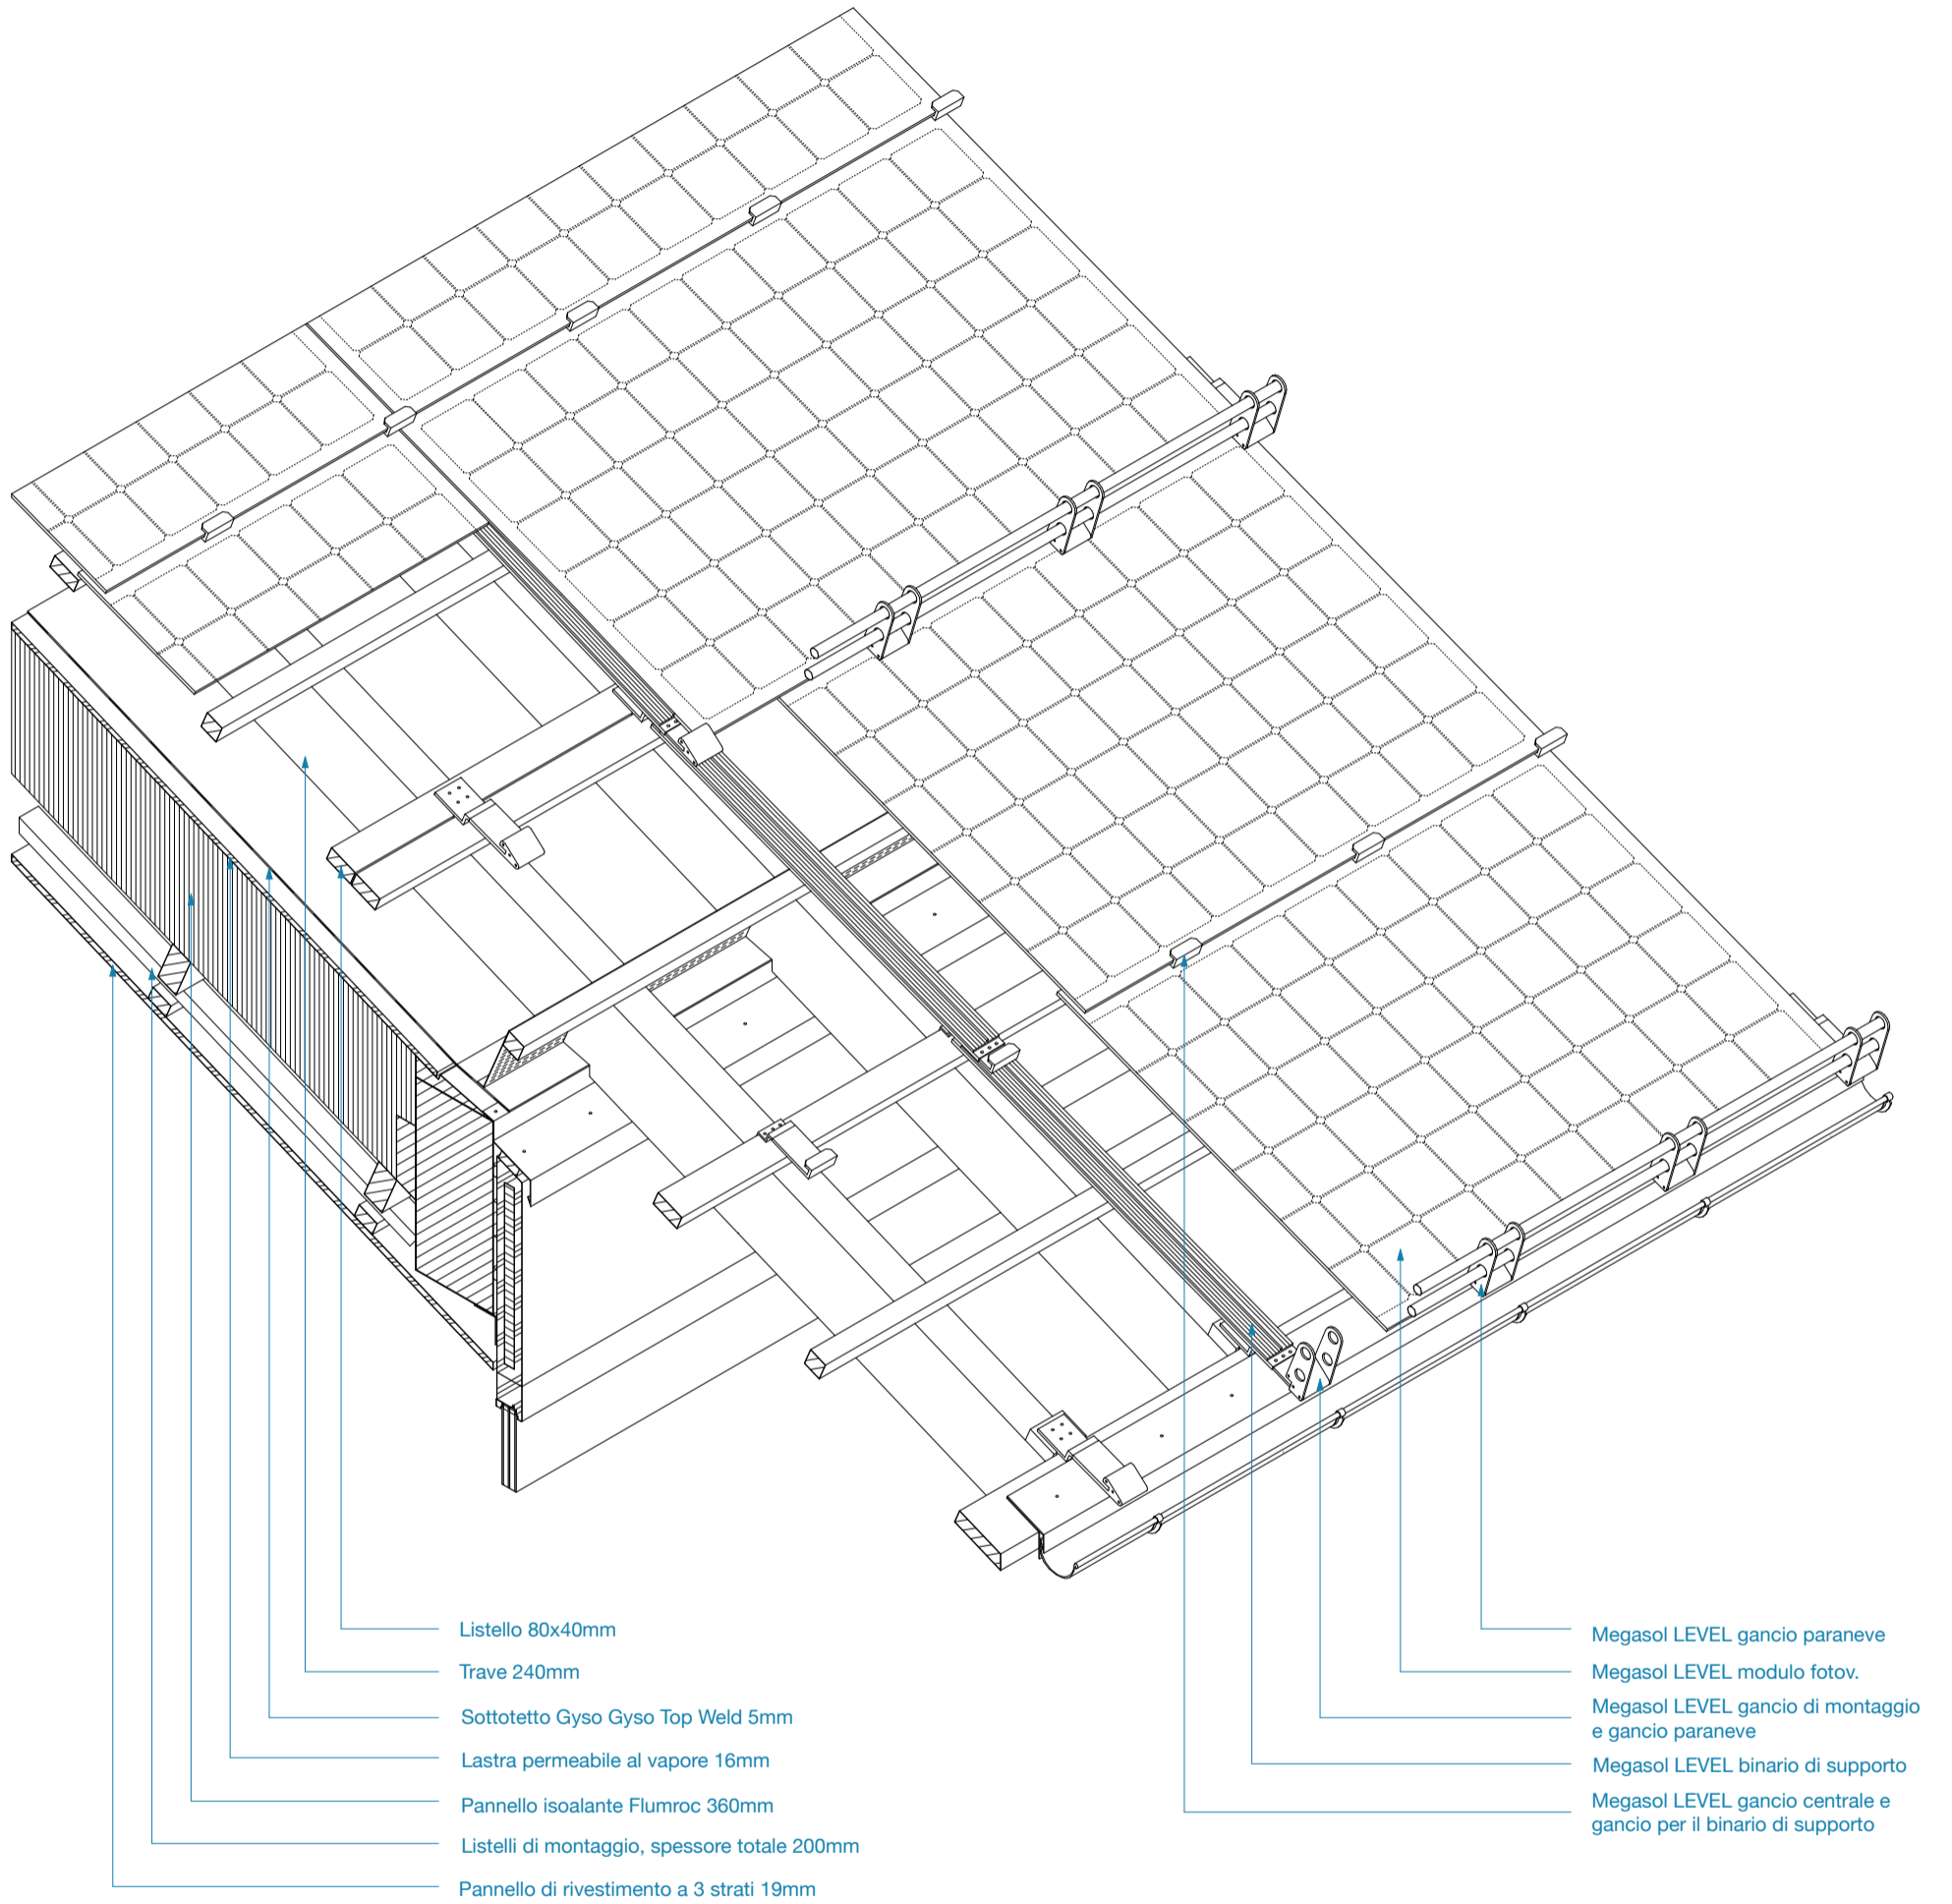 Listello 80x40mm
Trave 240mm
Sottotetto Gyso Gyso Top Weld 5mm
Lastra permeabile al vapore 16mm
Pannello isoalante Flumroc 360mm
Listelli di montaggio, spessore totale 200mm
Pannello di rivestimento a 3 strati 19mm
Megasol LEVEL gancio paraneve
Megasol LEVEL modulo fotov.
Megasol LEVEL gancio di montaggio
e gancio paraneve
Megasol LEVEL binario di supporto
Megasol LEVEL gancio centrale e
gancio per il binario di supporto